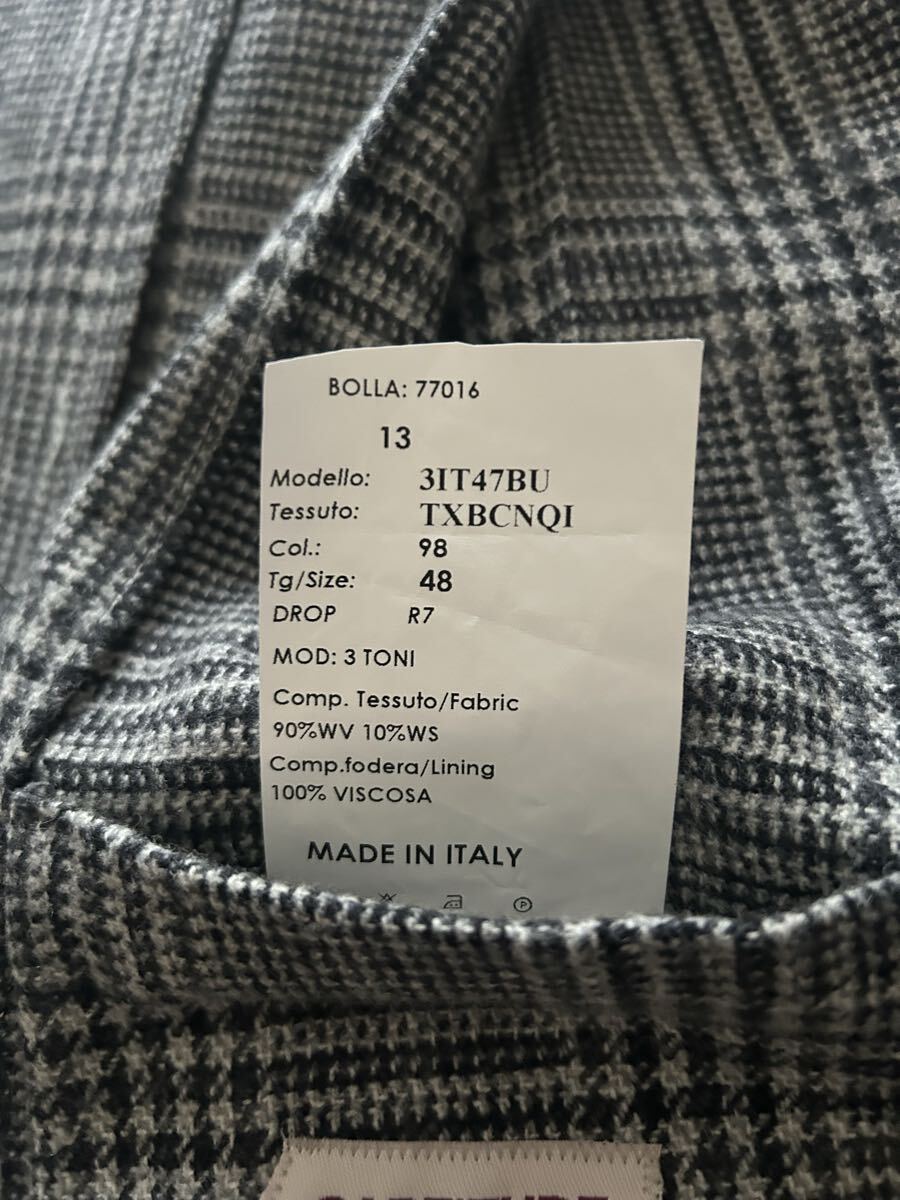 BOLLA: 77016
13
Modello: 3IT47BU
Tessuto: TXBCNQI
Col.: 98
Tg/Size: 48
DROP R7
MOD: 3 TONI
Comp. Tessuto/Fabric
90%WV 10%WS
Comp.fodera/Lining
100% VISCOSA
MADE IN ITALY
P